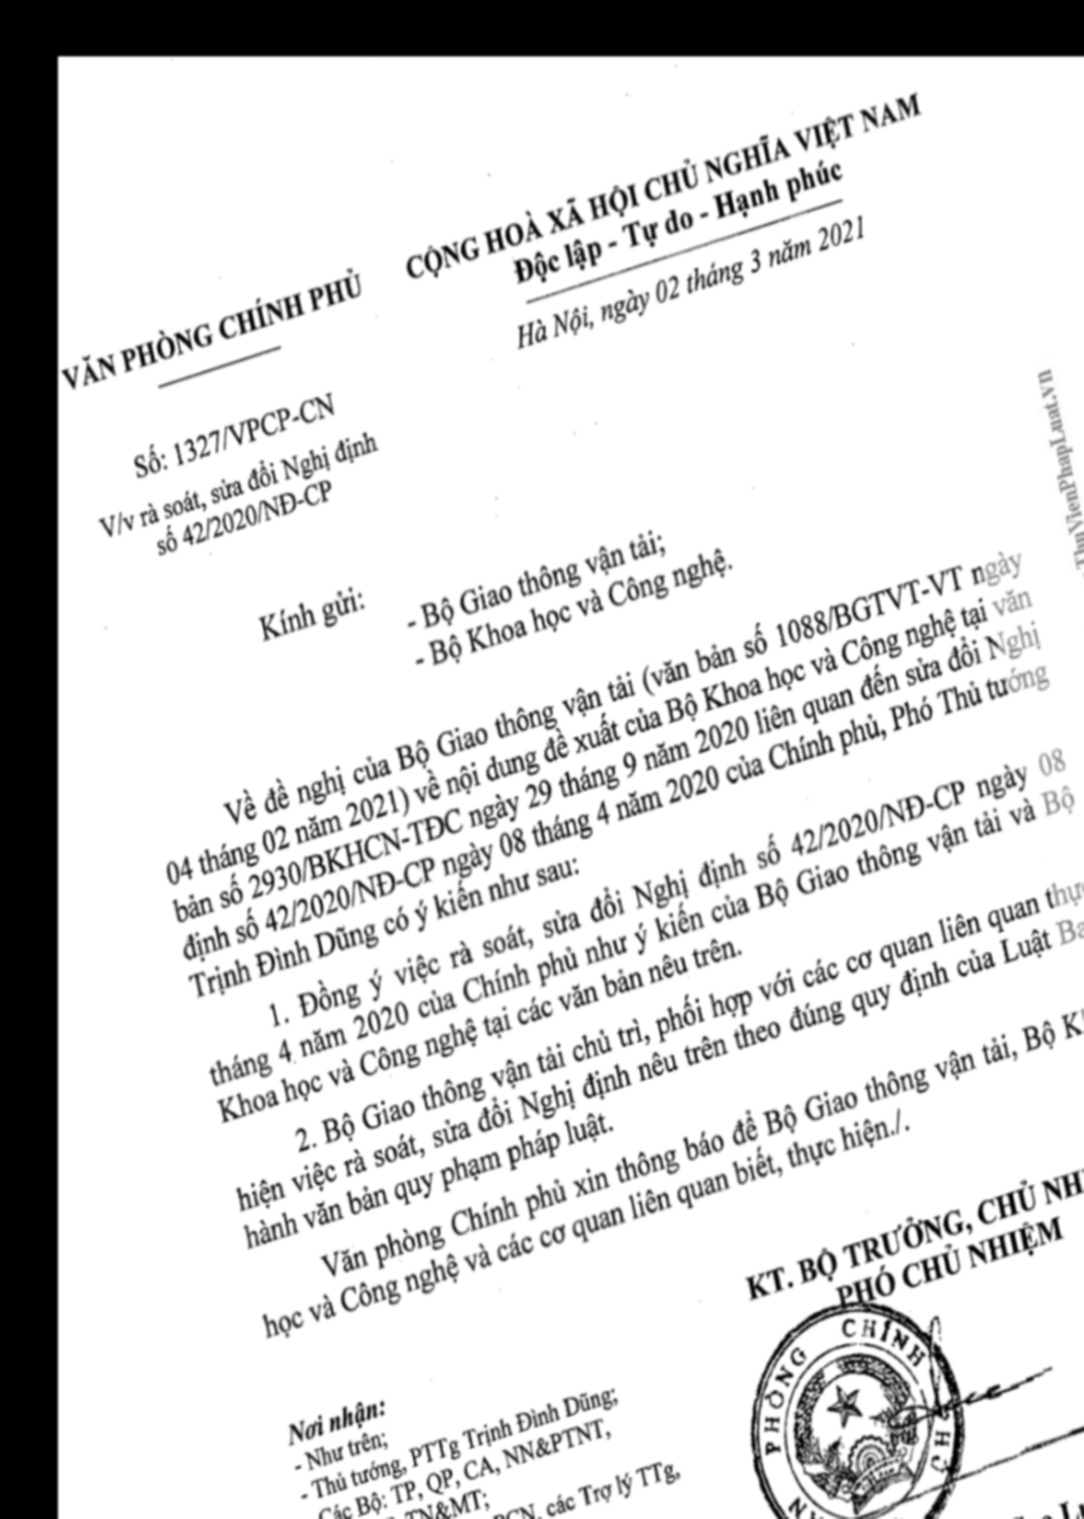 VĂN PHÒNG CHÍNH PHỦ
CỘNG HOÀ XÃ HỘI CHỦ NGHĨA VIỆT NAM
Độc lập - Tự do - Hạnh phúc
Hà Nội, ngày 02 tháng 3 năm 2021
Số: 1327/VPCP-CN
V/v rà soát, sửa đổi Nghị định
số 42/2020/NĐ-CP
Kính gửi:
- Bộ Giao thông vận tải;
- Bộ Khoa học và Công nghệ.
Về đề nghị của Bộ Giao thông vận tải (văn bản số 1088/BGTVT-VT ngày
04 tháng 02 năm 2021) về nội dung đề xuất của Bộ Khoa học và Công nghệ tại văn
bản số 2930/BKHCN-TĐC ngày 29 tháng 9 năm 2020 liên quan đến sửa đổi Nghị
định số 42/2020/NĐ-CP ngày 08 tháng 4 năm 2020 của Chính phủ, Phó Thủ tướng
Trịnh Đình Dũng có ý kiến như sau:
1. Đồng ý việc rà soát, sửa đổi Nghị định số 42/2020/NĐ-CP ngày 08
tháng 4 năm 2020 của Chính phủ như ý kiến của Bộ Giao thông vận tải và Bộ
Khoa học và Công nghệ tại các văn bản nêu trên.
2. Bộ Giao thông vận tải chủ trì, phối hợp với các cơ quan liên quan thực
hiện việc rà soát, sửa đổi Nghị định nêu trên theo đúng quy định của Luật Ba
hành văn bản quy phạm pháp luật.
Văn phòng Chính phủ xin thông báo để Bộ Giao thông vận tải, Bộ Kh
học và Công nghệ và các cơ quan liên quan biết, thực hiện./.
KT. BỘ TRƯỞNG, CHỦ NHI
PHÓ CHỦ NHIỆM
PHÒNG CHÍNH PHỦ
Nơi nhận:
- Như trên;
- Thủ tướng, PTTg Trịnh Đình Dũng;
Các Bộ: TP, QP, CA, NN&PTNT,
TN&MT;
PCN, các Trợ lý TTg,
ThuVienPhapLuat.vn